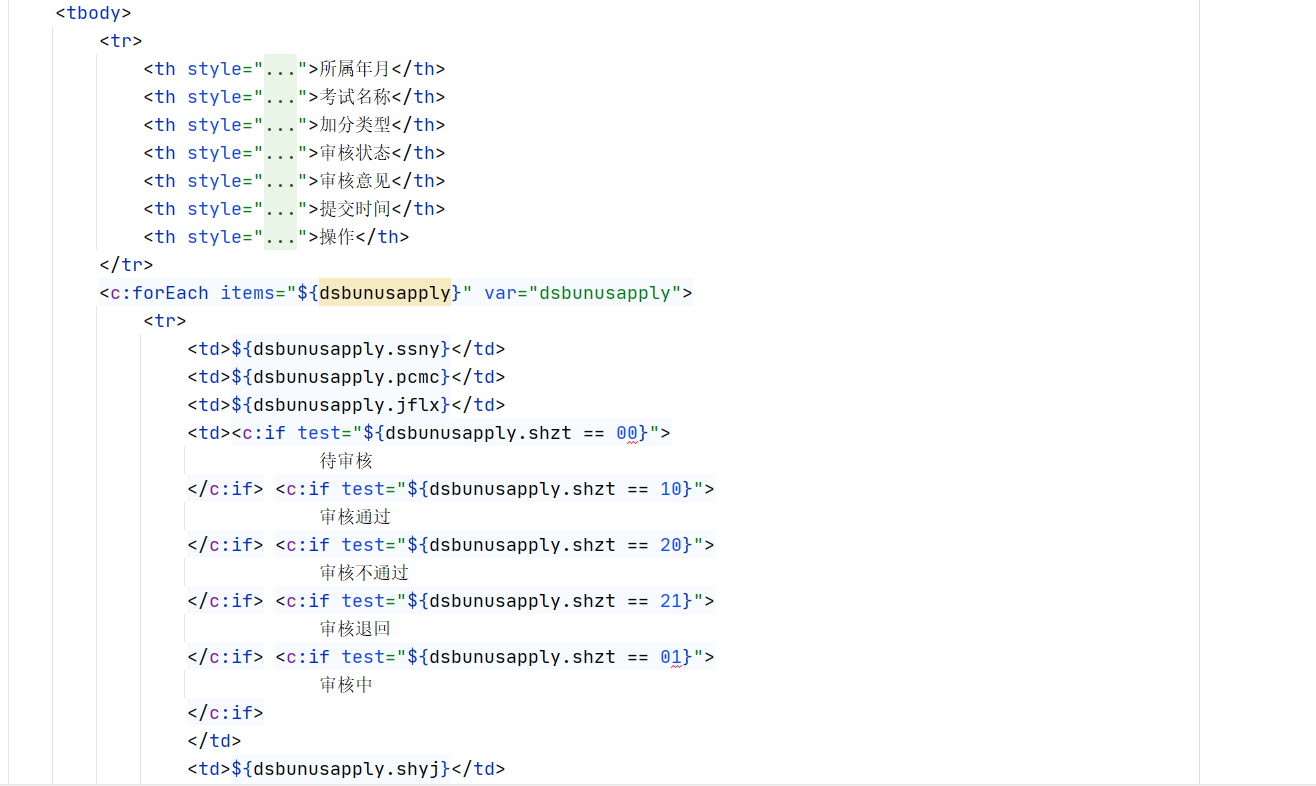 <tbody>
<tr>
<th style="...">所属年月</th>
<th style="...">考试名称</th>
<th style="...">加分类型</th>
<th style="...">审核状态</th>
<th style="...">审核意见</th>
<th style="...">提交时间</th>
<th style="...">操作</th>
</tr>
<c:forEach items="${dsbunusapply}" var="dsbunusapply">
<tr>
<td>${dsbunusapply.ssny}</td>
<td>${dsbunusapply.pcmc}</td>
<td>${dsbunusapply.jflx}</td>
<td><c:if test="${dsbunusapply.shzt == 00}">
待审核
</c:if> <c:if test="${dsbunusapply.shzt == 10}">
审核通过
</c:if> <c:if test="${dsbunusapply.shzt == 20}">
审核不通过
</c:if> <c:if test="${dsbunusapply.shzt == 21}">
审核退回
</c:if> <c:if test="${dsbunusapply.shzt == 01}">
审核中
</c:if>
</td>
<td>${dsbunusapply.shyj}</td>